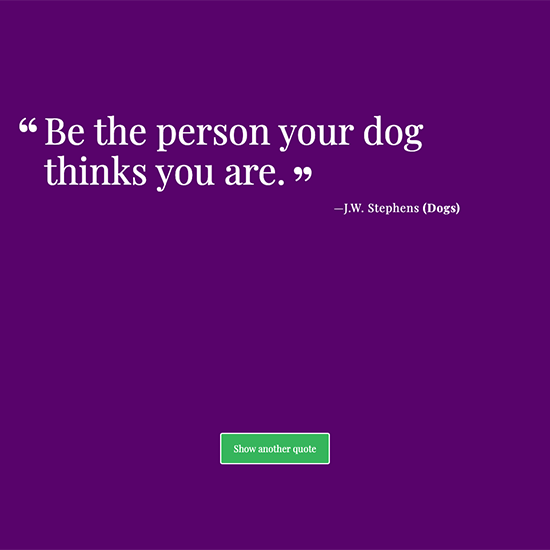 “ Be the person your dog
thinks you are. ”
—J.W. Stephens (Dogs)
Show another quote